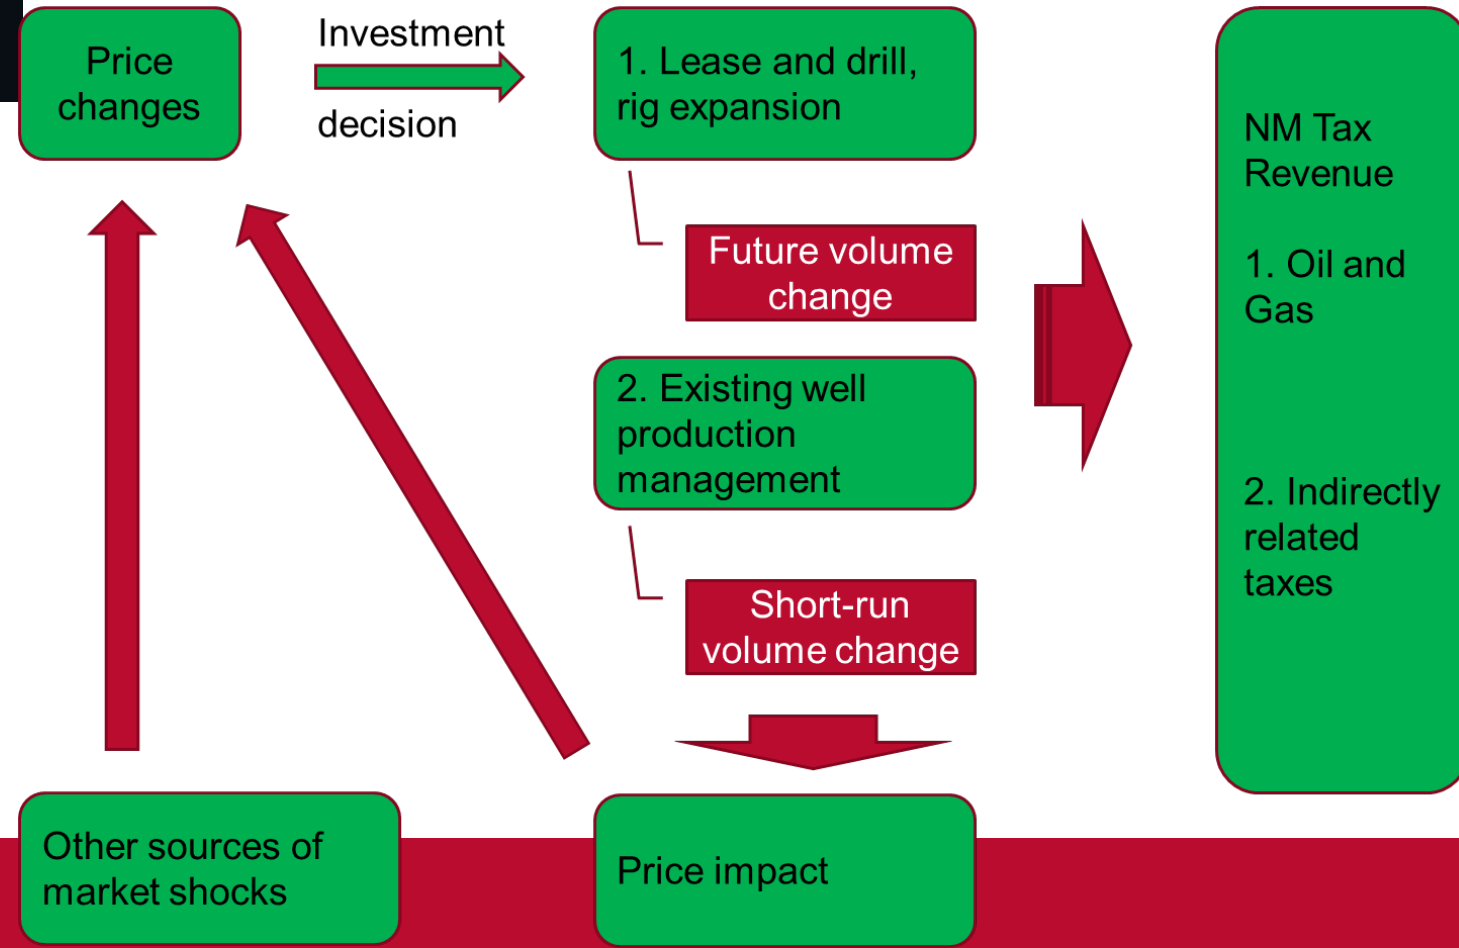 Price
changes
Investment
decision
1. Lease and drill,
rig expansion
Future volume
change
2. Existing well
production
management
Short-run
volume change
NM Tax
Revenue
1. Oil and
Gas
2. Indirectly
related
taxes
Other sources of
market shocks
Price impact